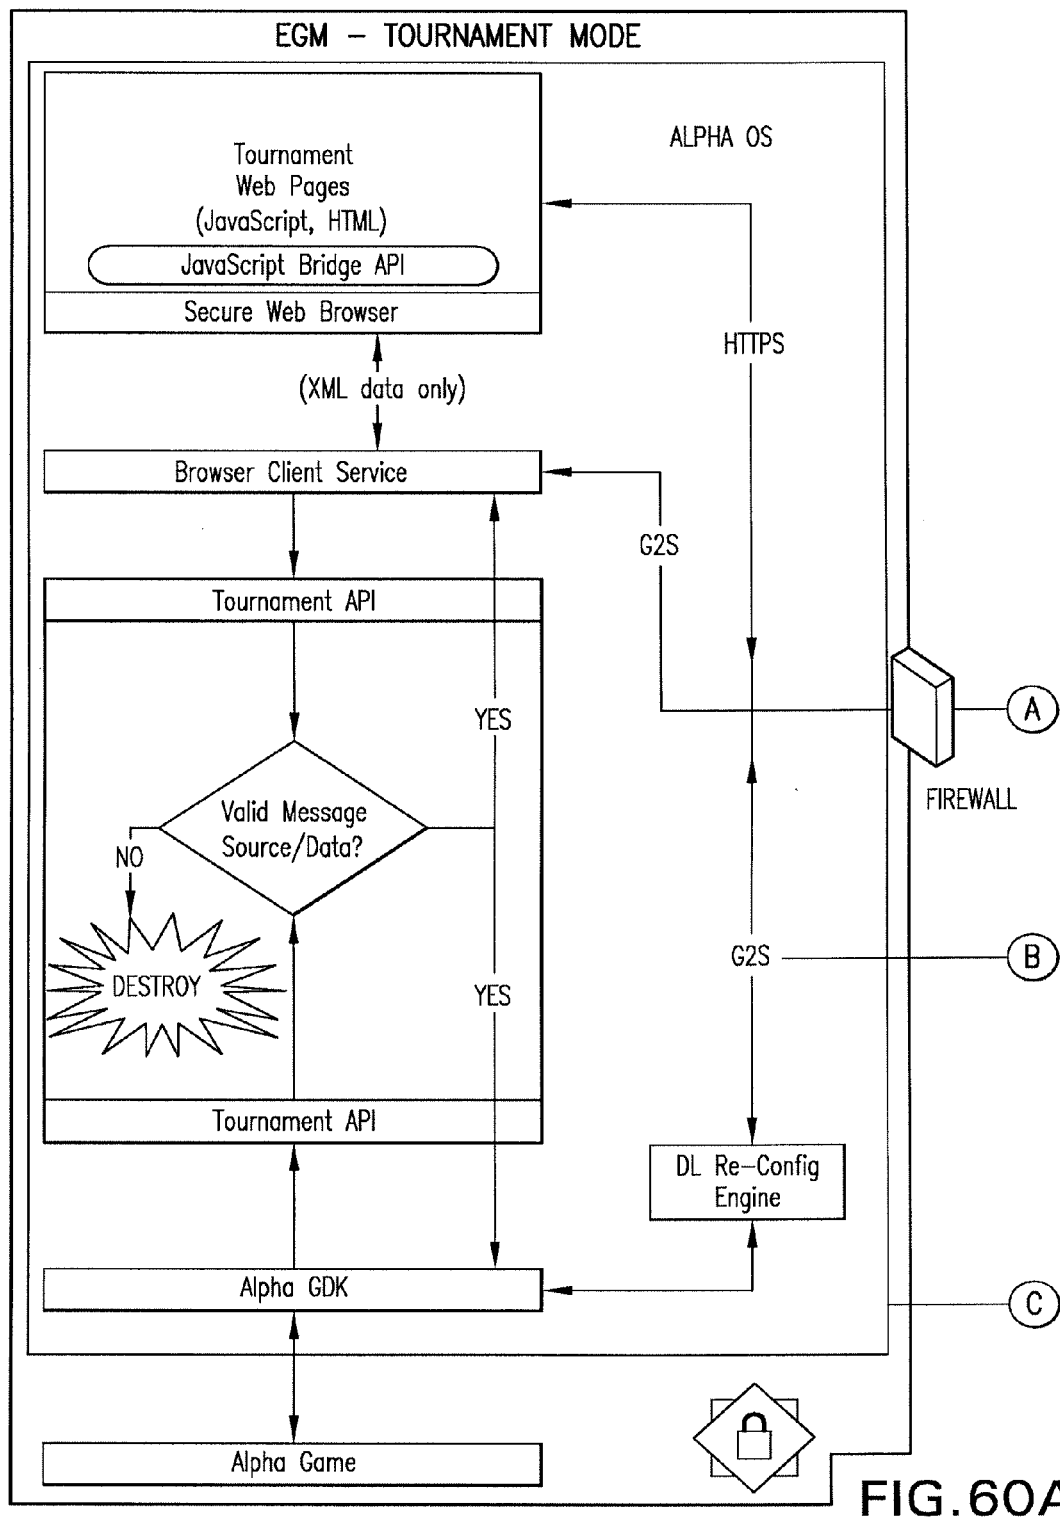 EGM – TOURNAMENT MODE
ALPHA OS
Tournament
Web Pages
(JavaScript, HTML)
JavaScript Bridge API
Secure Web Browser
HTTPS
(XML data only)
Browser Client Service
G2S
Tournament API
YES
A
FIREWALL
Valid Message
Source/Data?
NO
G2S
B
DESTROY
YES
Tournament API
DL Re–Config
Engine
Alpha GDK
C
Alpha Game
FIG.60A